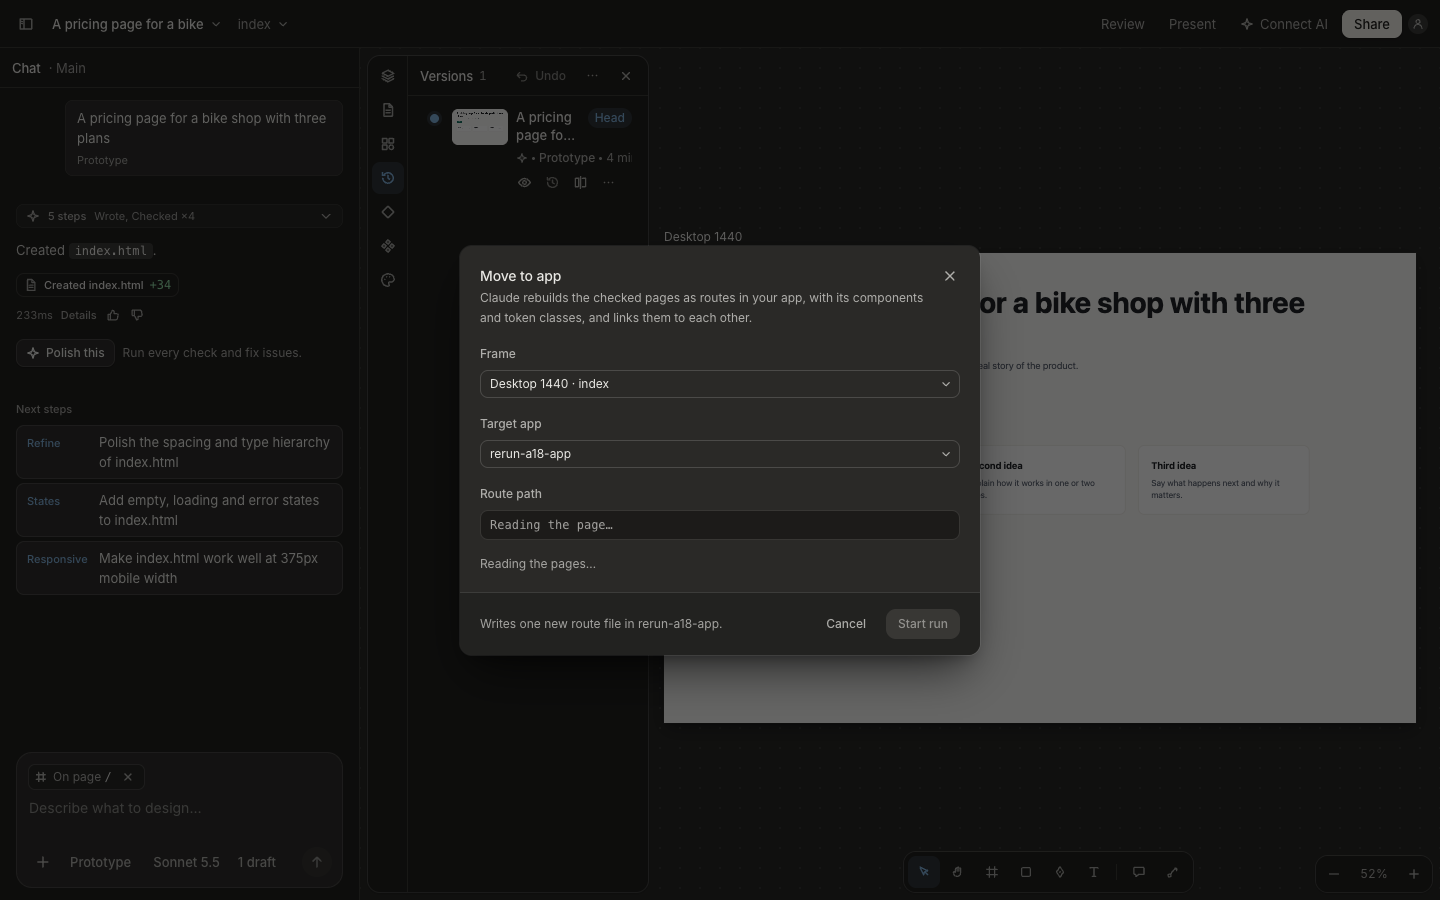 A pricing page for a bike
index
Review
Present
Connect AI
Share
Chat · Main
A pricing page for a bike shop with three
plans
Prototype
5 steps Wrote, Checked ×4
Created index.html.
Created index.html +34
233ms Details
Polish this Run every check and fix issues.
Next steps
Refine Polish the spacing and type hierarchy
of index.html
States Add empty, loading and error states
to index.html
Responsive Make index.html work well at 375px
mobile width
On page /
Describe what to design...
Prototype Sonnet 5.5 1 draft
Versions 1 Undo
A pricing Head
page fo...
• Prototype • 4 mi
Desktop 1440
or a bike shop with three
eal story of the product.
cond idea
plain how it works in one or two
s.
Third idea
Say what happens next and why it
matters.
Move to app
Claude rebuilds the checked pages as routes in your app, with its components
and token classes, and links them to each other.
Frame
Desktop 1440 · index
Target app
rerun-a18-app
Route path
Reading the page…
Reading the pages...
Writes one new route file in rerun-a18-app.
Cancel
Start run
52%